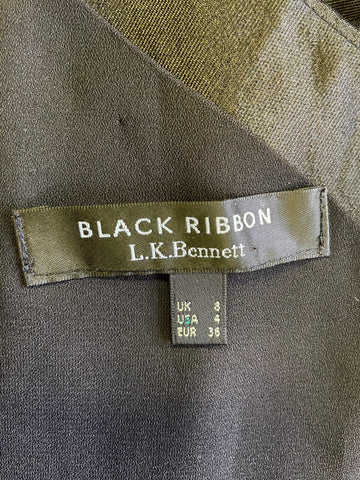 BLACK RIBBON
L.K.Bennett
UK 8
USA 4
EUR 36